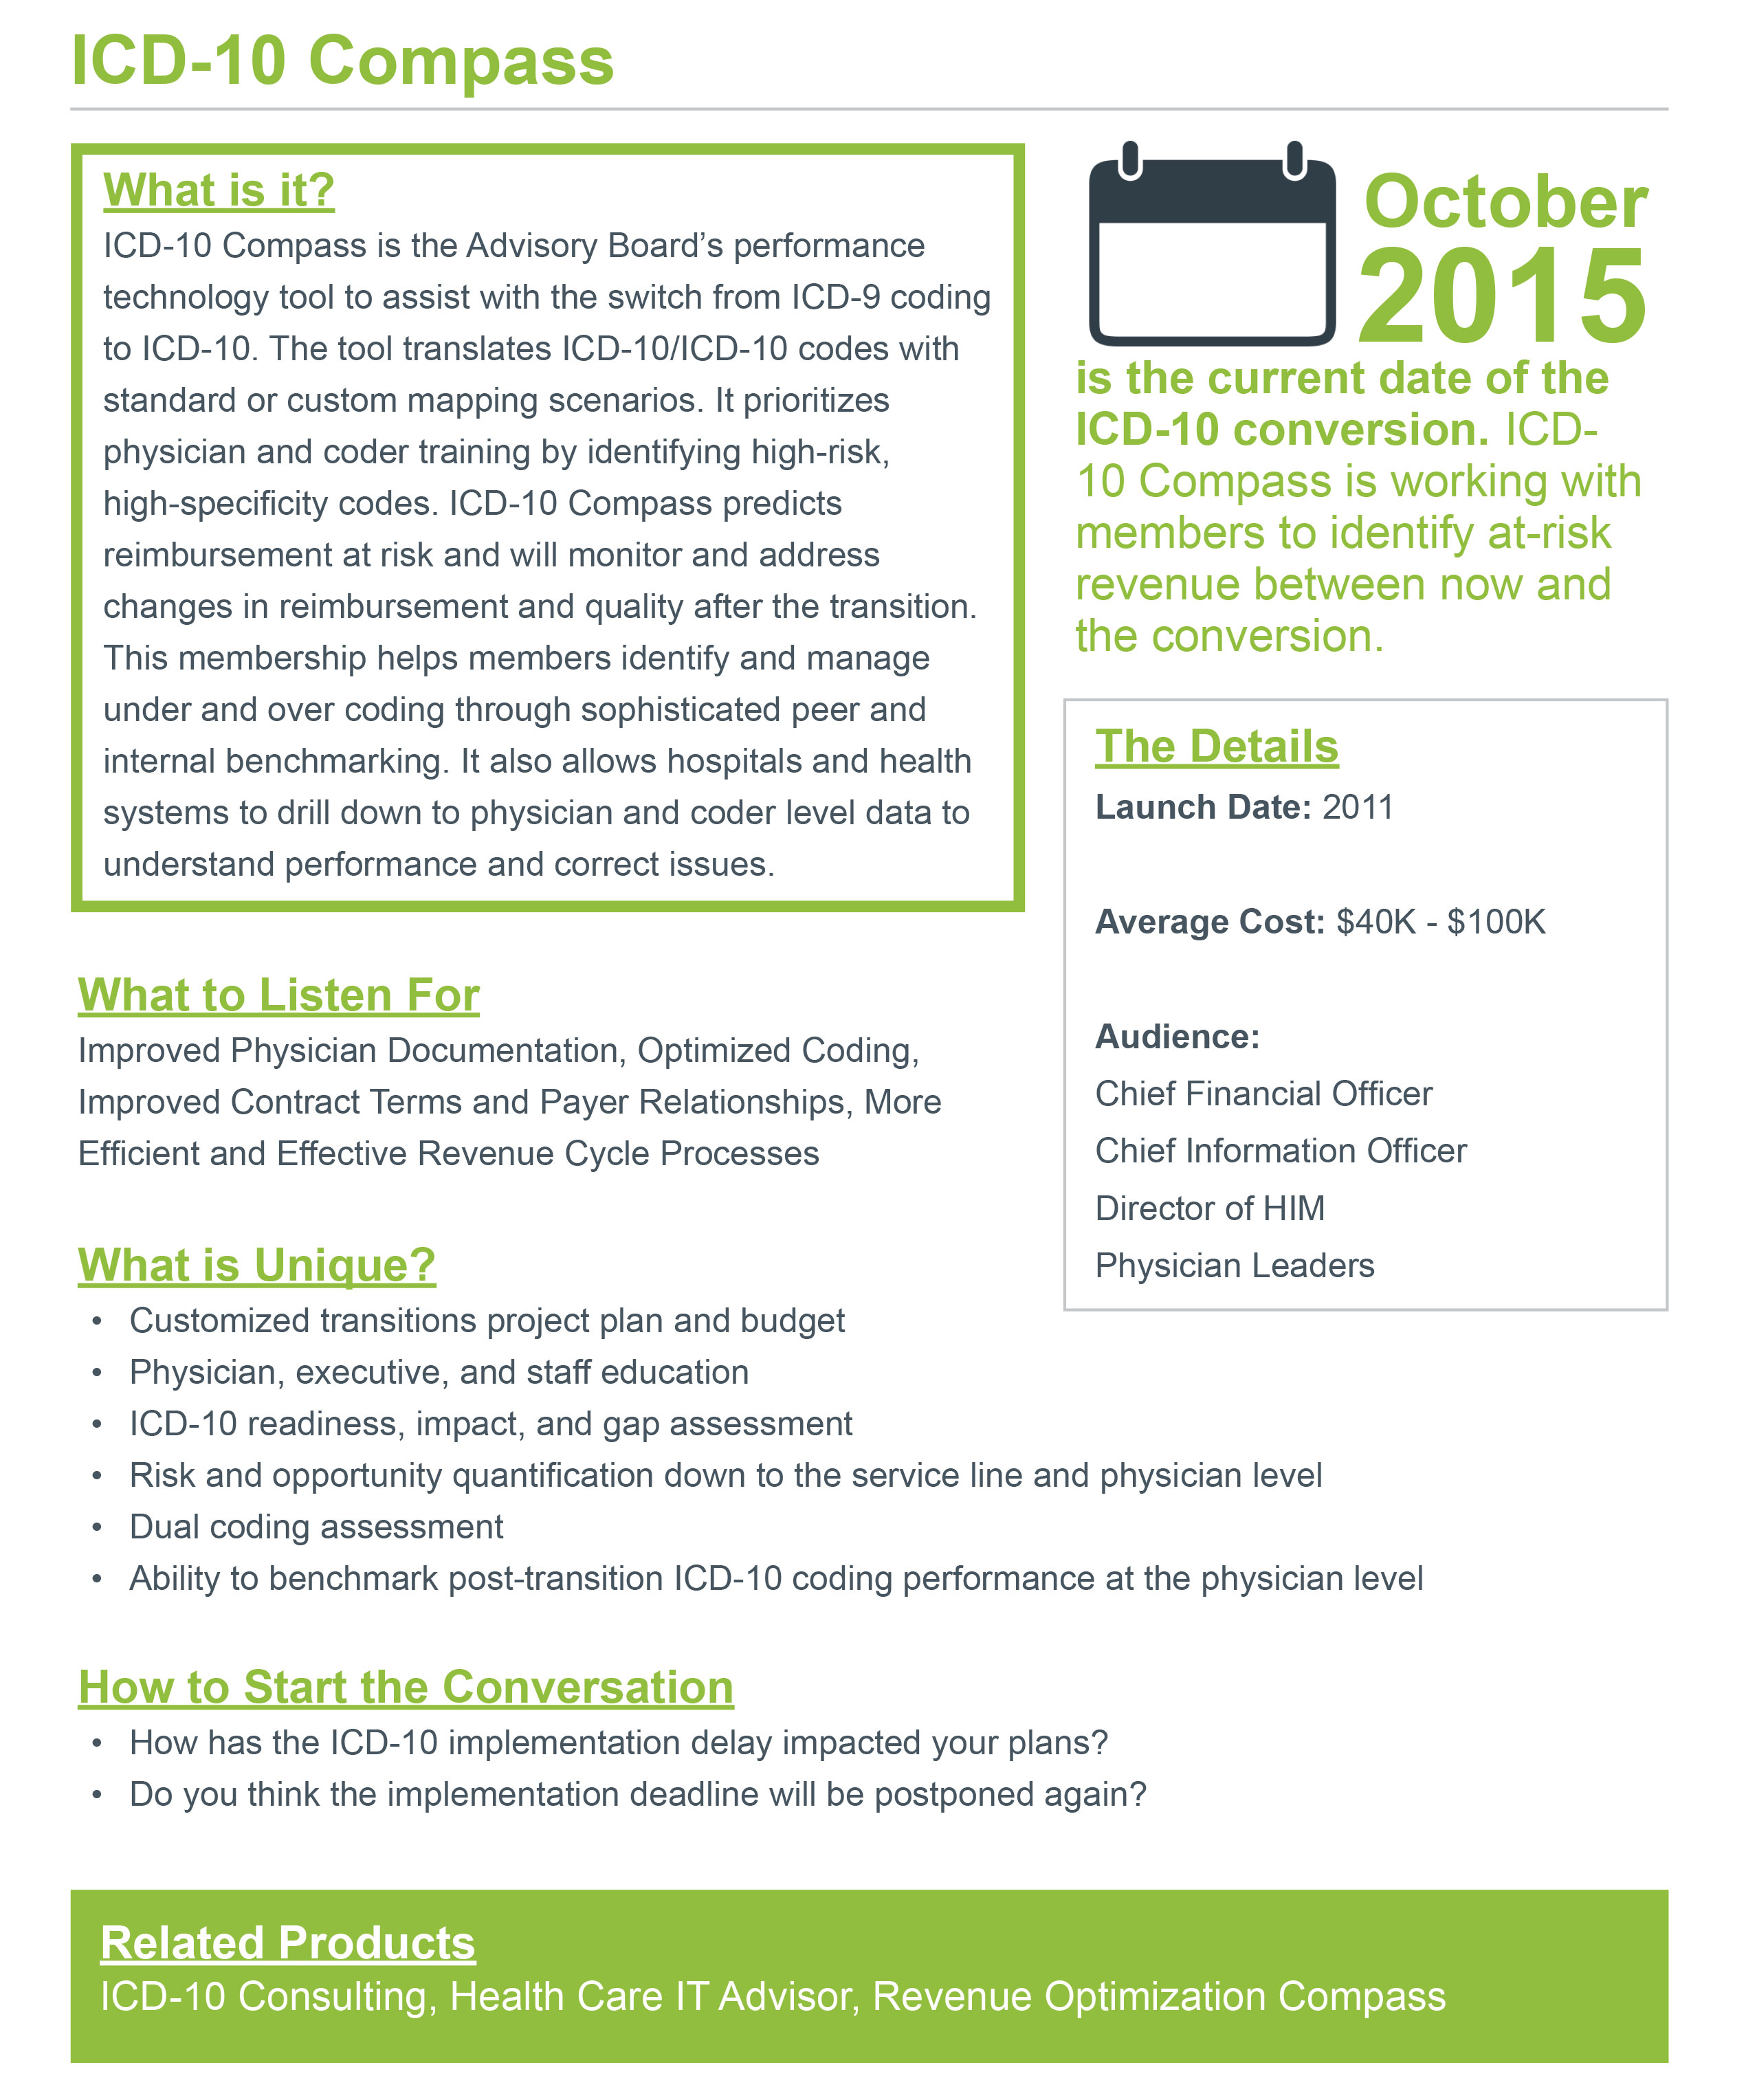 ICD-10 Compass
What is it?
ICD-10 Compass is the Advisory Board’s performance
technology tool to assist with the switch from ICD-9 coding
to ICD-10. The tool translates ICD-10/ICD-10 codes with
standard or custom mapping scenarios. It prioritizes
physician and coder training by identifying high-risk,
high-specificity codes. ICD-10 Compass predicts
reimbursement at risk and will monitor and address
changes in reimbursement and quality after the transition.
This membership helps members identify and manage
under and over coding through sophisticated peer and
internal benchmarking. It also allows hospitals and health
systems to drill down to physician and coder level data to
understand performance and correct issues.
October
2015
is the current date of the
ICD-10 conversion. ICD-
10 Compass is working with
members to identify at-risk
revenue between now and
the conversion.
The Details
Launch Date: 2011
Average Cost: $40K - $100K
Audience:
Chief Financial Officer
Chief Information Officer
Director of HIM
Physician Leaders
What to Listen For
Improved Physician Documentation, Optimized Coding,
Improved Contract Terms and Payer Relationships, More
Efficient and Effective Revenue Cycle Processes
What is Unique?
• Customized transitions project plan and budget
• Physician, executive, and staff education
• ICD-10 readiness, impact, and gap assessment
• Risk and opportunity quantification down to the service line and physician level
• Dual coding assessment
• Ability to benchmark post-transition ICD-10 coding performance at the physician level
How to Start the Conversation
• How has the ICD-10 implementation delay impacted your plans?
• Do you think the implementation deadline will be postponed again?
Related Products
ICD-10 Consulting, Health Care IT Advisor, Revenue Optimization Compass